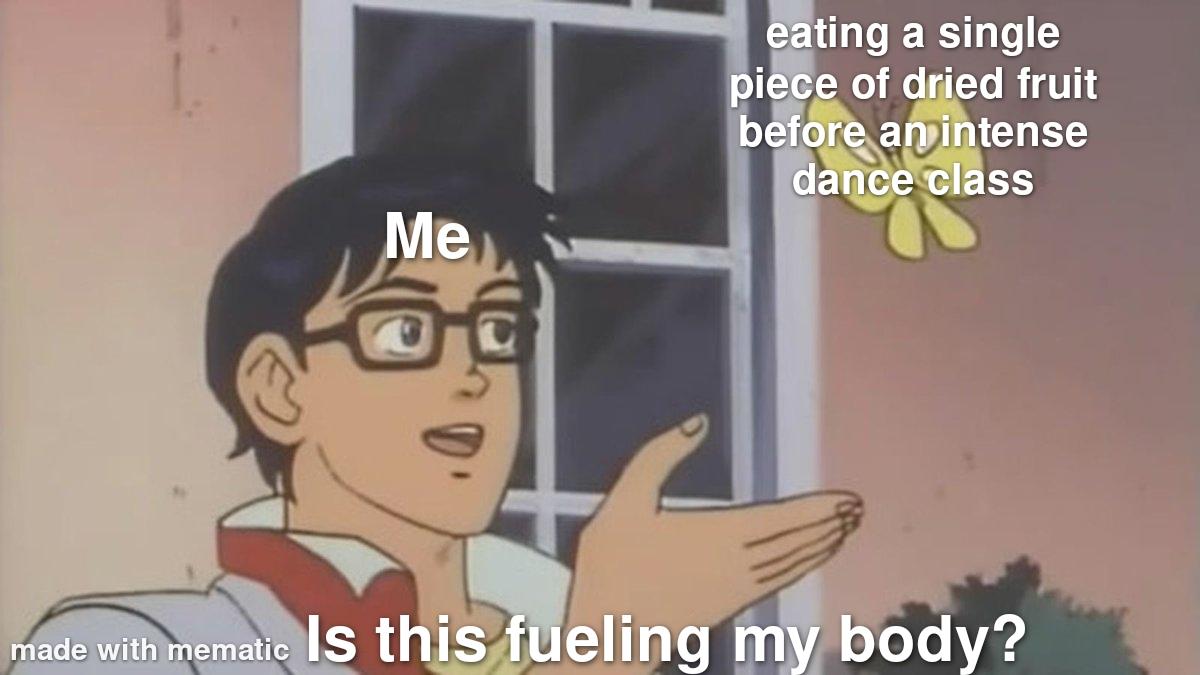 eating a single
piece of dried fruit
before an intense
dance class
Me
Is this fueling my body?
made with mematic